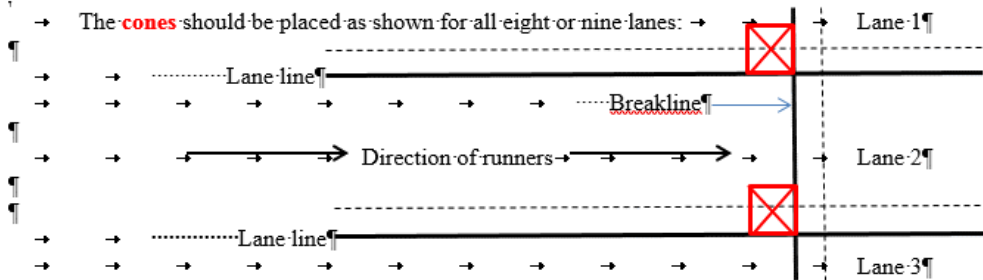 The cones should be placed as shown for all eight or nine lanes: Lane 1¶
¶
Lane line¶
Breakline¶
¶
Direction of runners Lane 2¶
¶
¶
Lane line¶
Lane 3¶